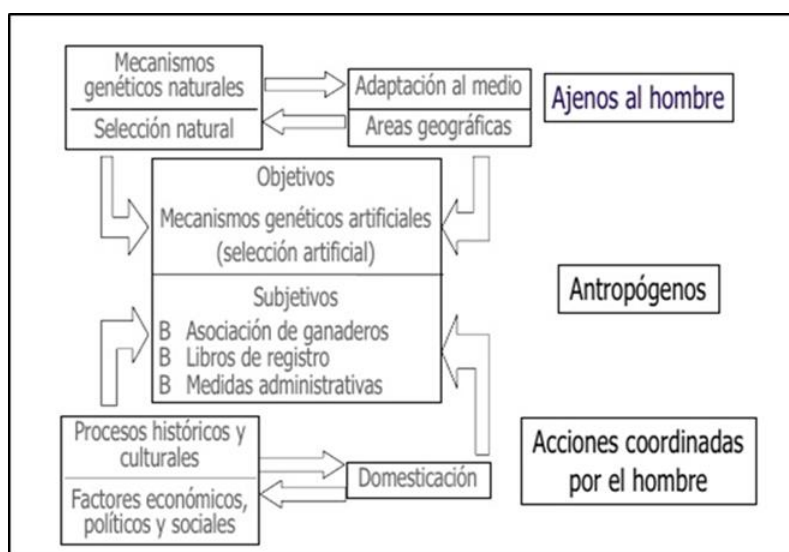 Mecanismos
genéticos naturales
Selección natural
Adaptación al medio
Areas geográficas
Ajenos al hombre
Objetivos
Mecanismos genéticos artificiales
(selección artificial)
Subjetivos
B Asociación de ganaderos
B Libros de registro
B Medidas administrativas
Antropógenos
Procesos históricos y
culturales
Factores económicos,
políticos y sociales
Domesticación
Acciones coordinadas
por el hombre